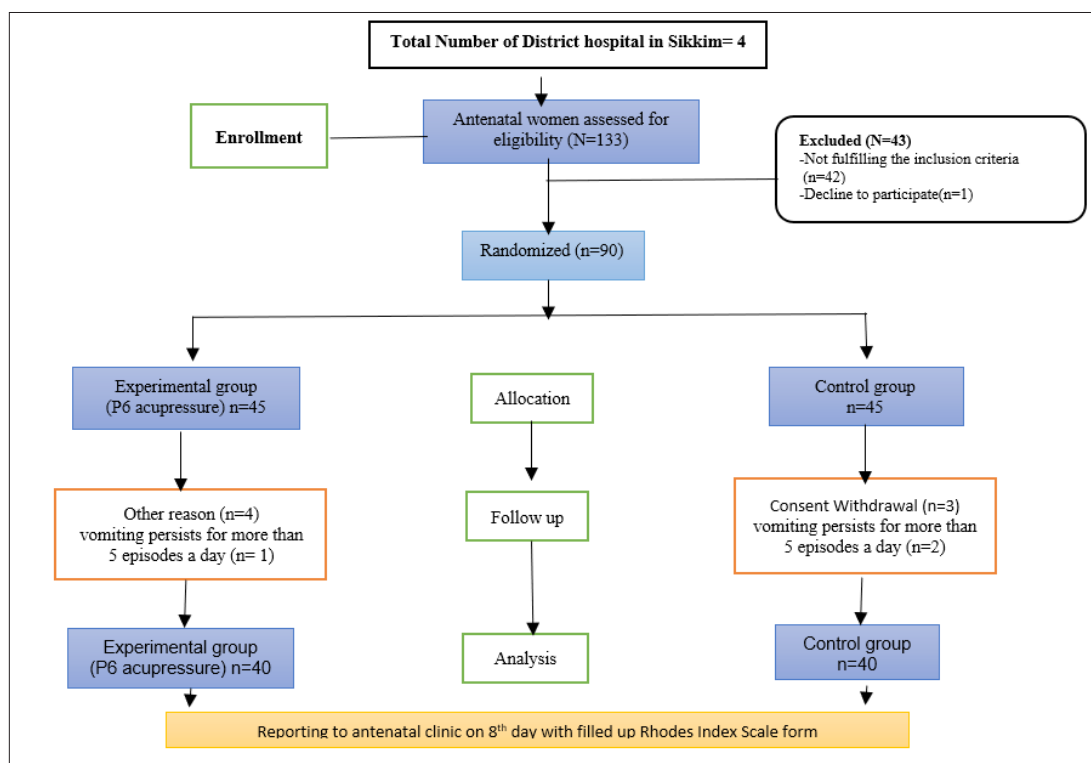 Total Number of District hospital in Sikkim= 4
Enrollment
Antenatal women assessed for
eligibility (N=133)
Excluded (N=43)
-Not fulfilling the inclusion criteria
(n=42)
-Decline to participate(n=1)
Randomized (n=90)
Experimental group
(P6 acupressure) n=45
Allocation
Control group
n=45
Other reason (n=4)
vomiting persists for more than
5 episodes a day (n= 1)
Follow up
Consent Withdrawal (n=3)
vomiting persists for more than
5 episodes a day (n=2)
Experimental group
(P6 acupressure) n=40
Analysis
Control group
n=40
Reporting to antenatal clinic on 8th day with filled up Rhodes Index Scale form